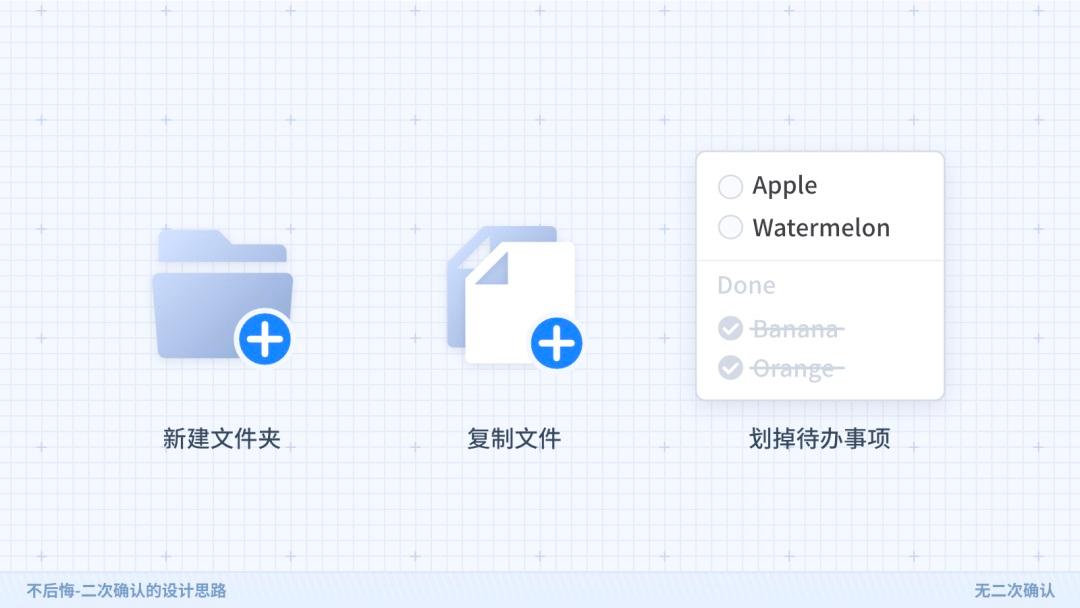 Apple
Watermelon
Done
Banana
Orange
新建文件夹
复制文件
划掉待办事项
不后悔-二次确认的设计思路
无二次确认